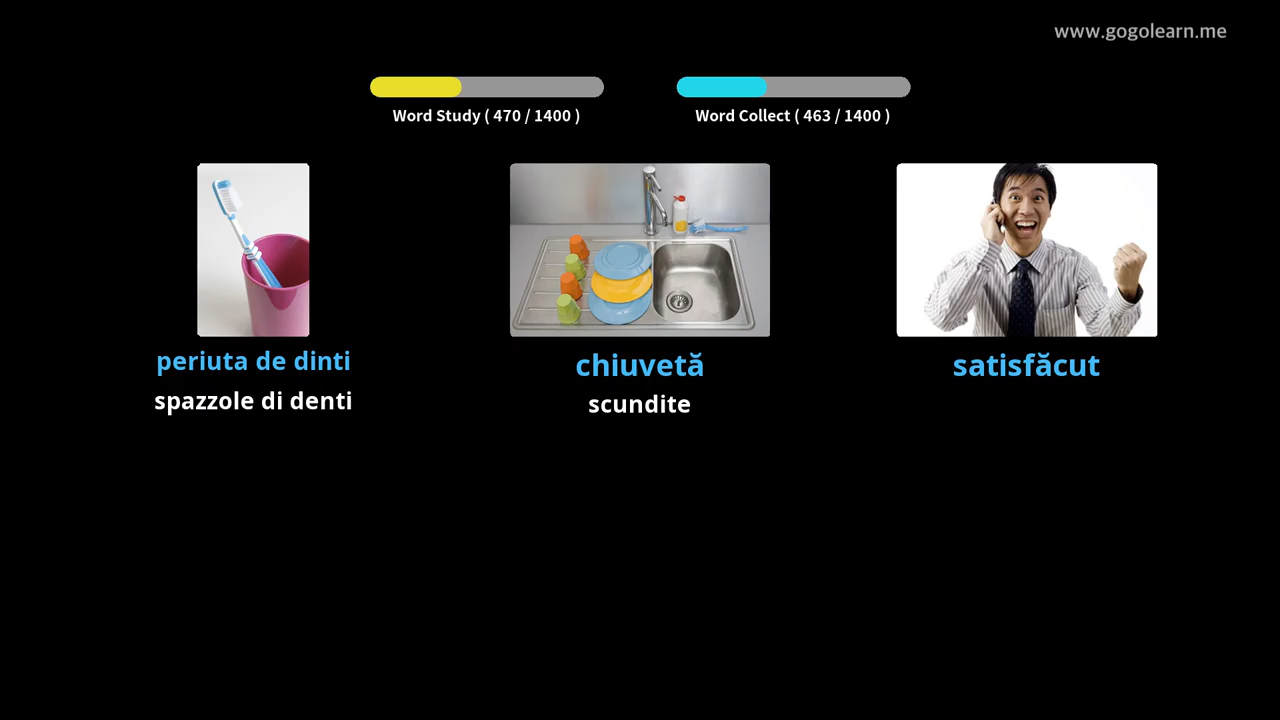 www.gogolearn.me
Word Study ( 470 / 1400 )
Word Collect ( 463 / 1400 )
periuta de dinti
spazzole di denti
chiuvetă
scundite
satisfăcut